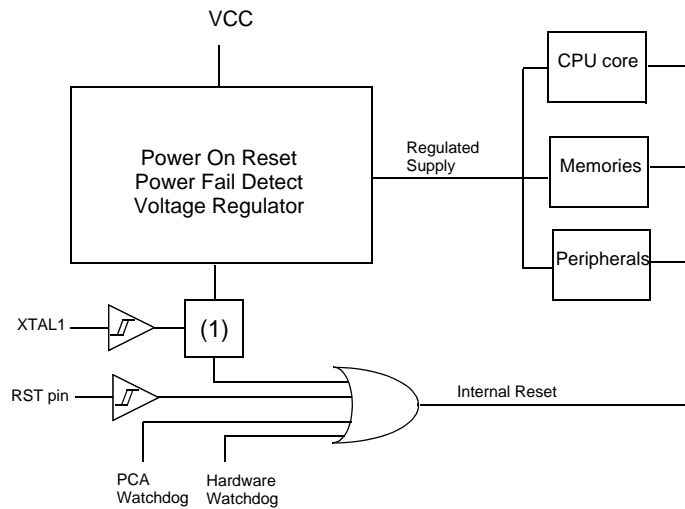 VCC
CPU core
Power On Reset
Power Fail Detect
Voltage Regulator
Regulated
Supply
Memories
Peripherals
XTAL1
(1)
RST pin
Internal Reset
PCA
Watchdog
Hardware
Watchdog